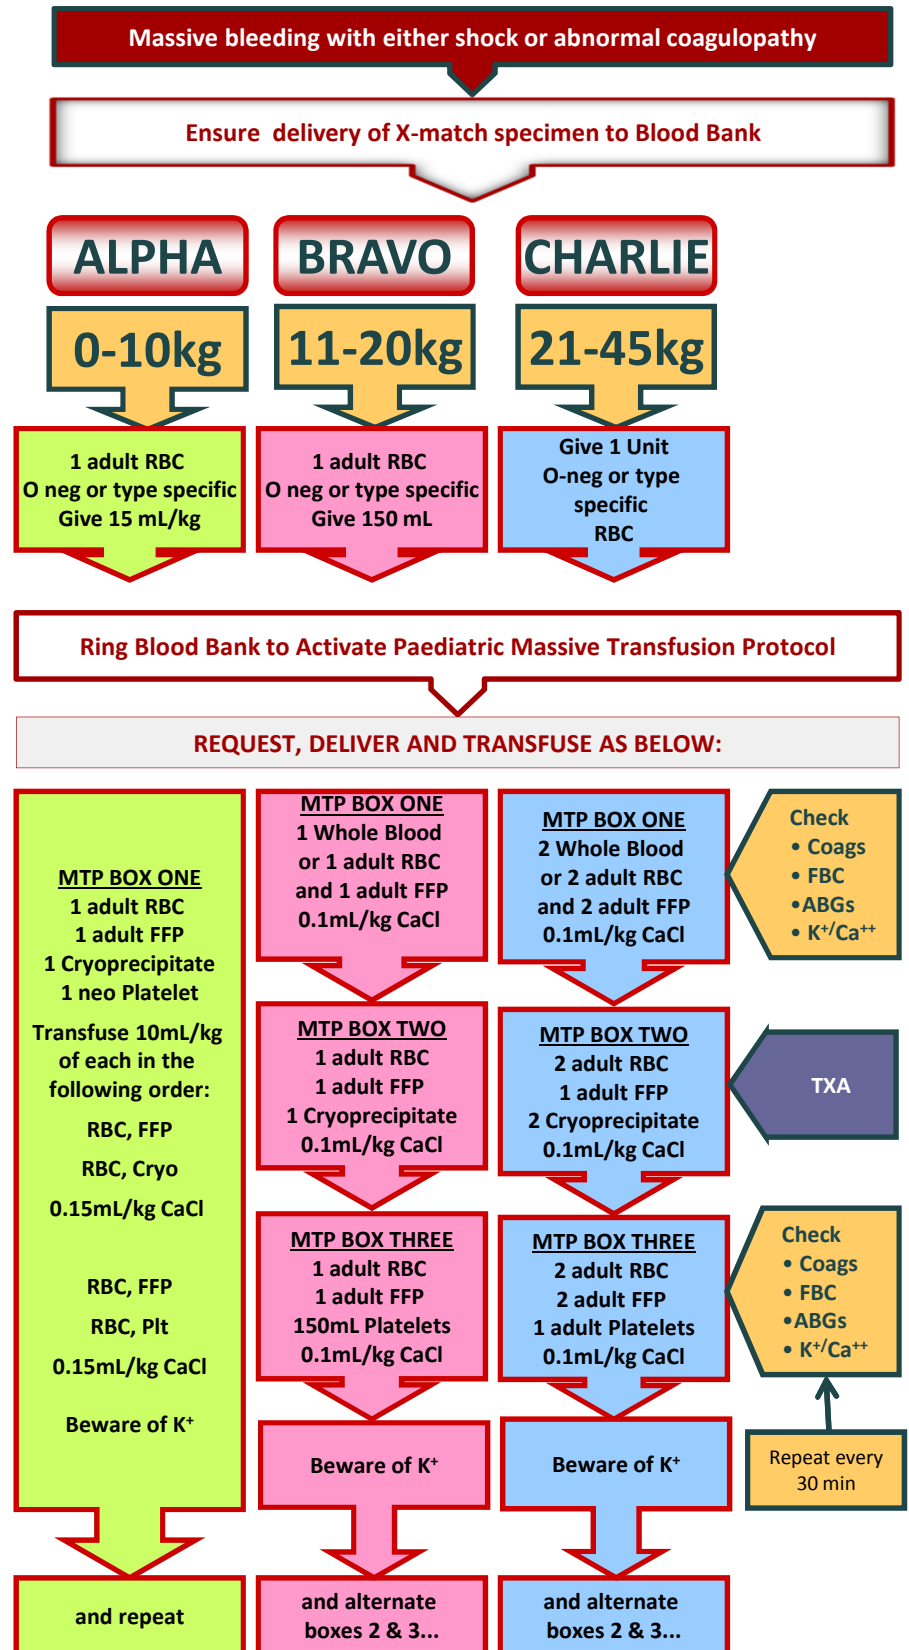 Massive bleeding with either shock or abnormal coagulopathy
Ensure delivery of X-match specimen to Blood Bank
ALPHA
0-10kg
1 adult RBC
O neg or type specific
Give 15 mL/kg
BRAVO
11-20kg
1 adult RBC
O neg or type specific
Give 150 mL
CHARLIE
21-45kg
Give 1 Unit
O-neg or type
specific
RBC
Ring Blood Bank to Activate Paediatric Massive Transfusion Protocol
REQUEST, DELIVER AND TRANSFUSE AS BELOW:
MTP BOX ONE
1 adult RBC
1 adult FFP
1 Cryoprecipitate
1 neo Platelet
Transfuse 10mL/kg
of each in the
following order:
RBC, FFP
RBC, Cryo
0.15mL/kg CaCl
RBC, FFP
RBC, Plt
0.15mL/kg CaCl
Beware of K⁺
and repeat
MTP BOX ONE
1 Whole Blood
or 1 adult RBC
and 1 adult FFP
0.1mL/kg CaCl
MTP BOX TWO
1 adult RBC
1 adult FFP
1 Cryoprecipitate
0.1mL/kg CaCl
MTP BOX THREE
1 adult RBC
1 adult FFP
150mL Platelets
0.1mL/kg CaCl
Beware of K⁺
and alternate
boxes 2 & 3...
MTP BOX ONE
2 Whole Blood
or 2 adult RBC
and 2 adult FFP
0.1mL/kg CaCl
MTP BOX TWO
2 adult RBC
1 adult FFP
2 Cryoprecipitate
0.1mL/kg CaCl
MTP BOX THREE
2 adult RBC
2 adult FFP
1 adult Platelets
0.1mL/kg CaCl
Beware of K⁺
and alternate
boxes 2 & 3...
Check
• Coags
• FBC
•ABGs
• K⁺/Ca⁺⁺
TXA
Check
• Coags
• FBC
•ABGs
• K⁺/Ca⁺⁺
Repeat every
30 min